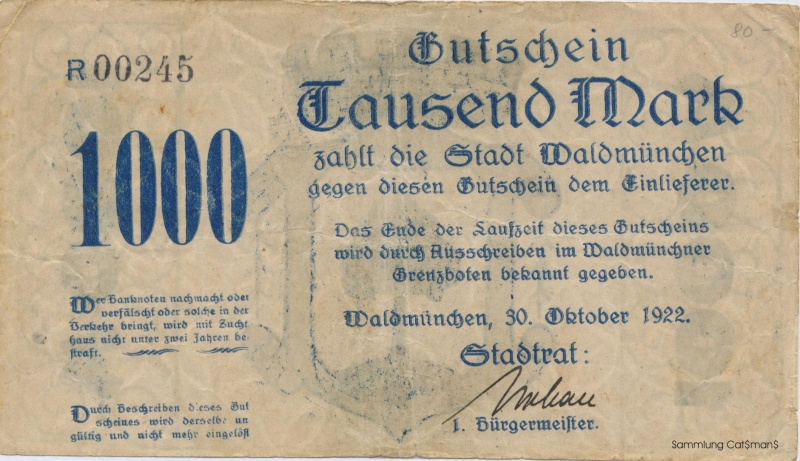 80.-
R 00245
1000
Gutschein
Tausend Mark
zahlt die Stadt Waldmünchen
gegen diesen Gutschein dem Einlieferer.
Das Ende der Laufzeit dieses Gutscheins
wird durch Ausschreiben im Waldmünchner
Grenzboten bekannt gegeben.
Waldmünchen, 30. Oktober 1922.
Stadtrat:
I. Bürgermeister.
Wer Banknoten nachmacht oder
verfälscht oder solche in der
Verkehr bringt, wird mit Zucht
haus nicht unter zwei Jahren be
straft.
Durch Beschreiben dieses Gut
scheines wird derselbe un
gültig und nicht mehr eingelöst
Sammlung Cat$man$